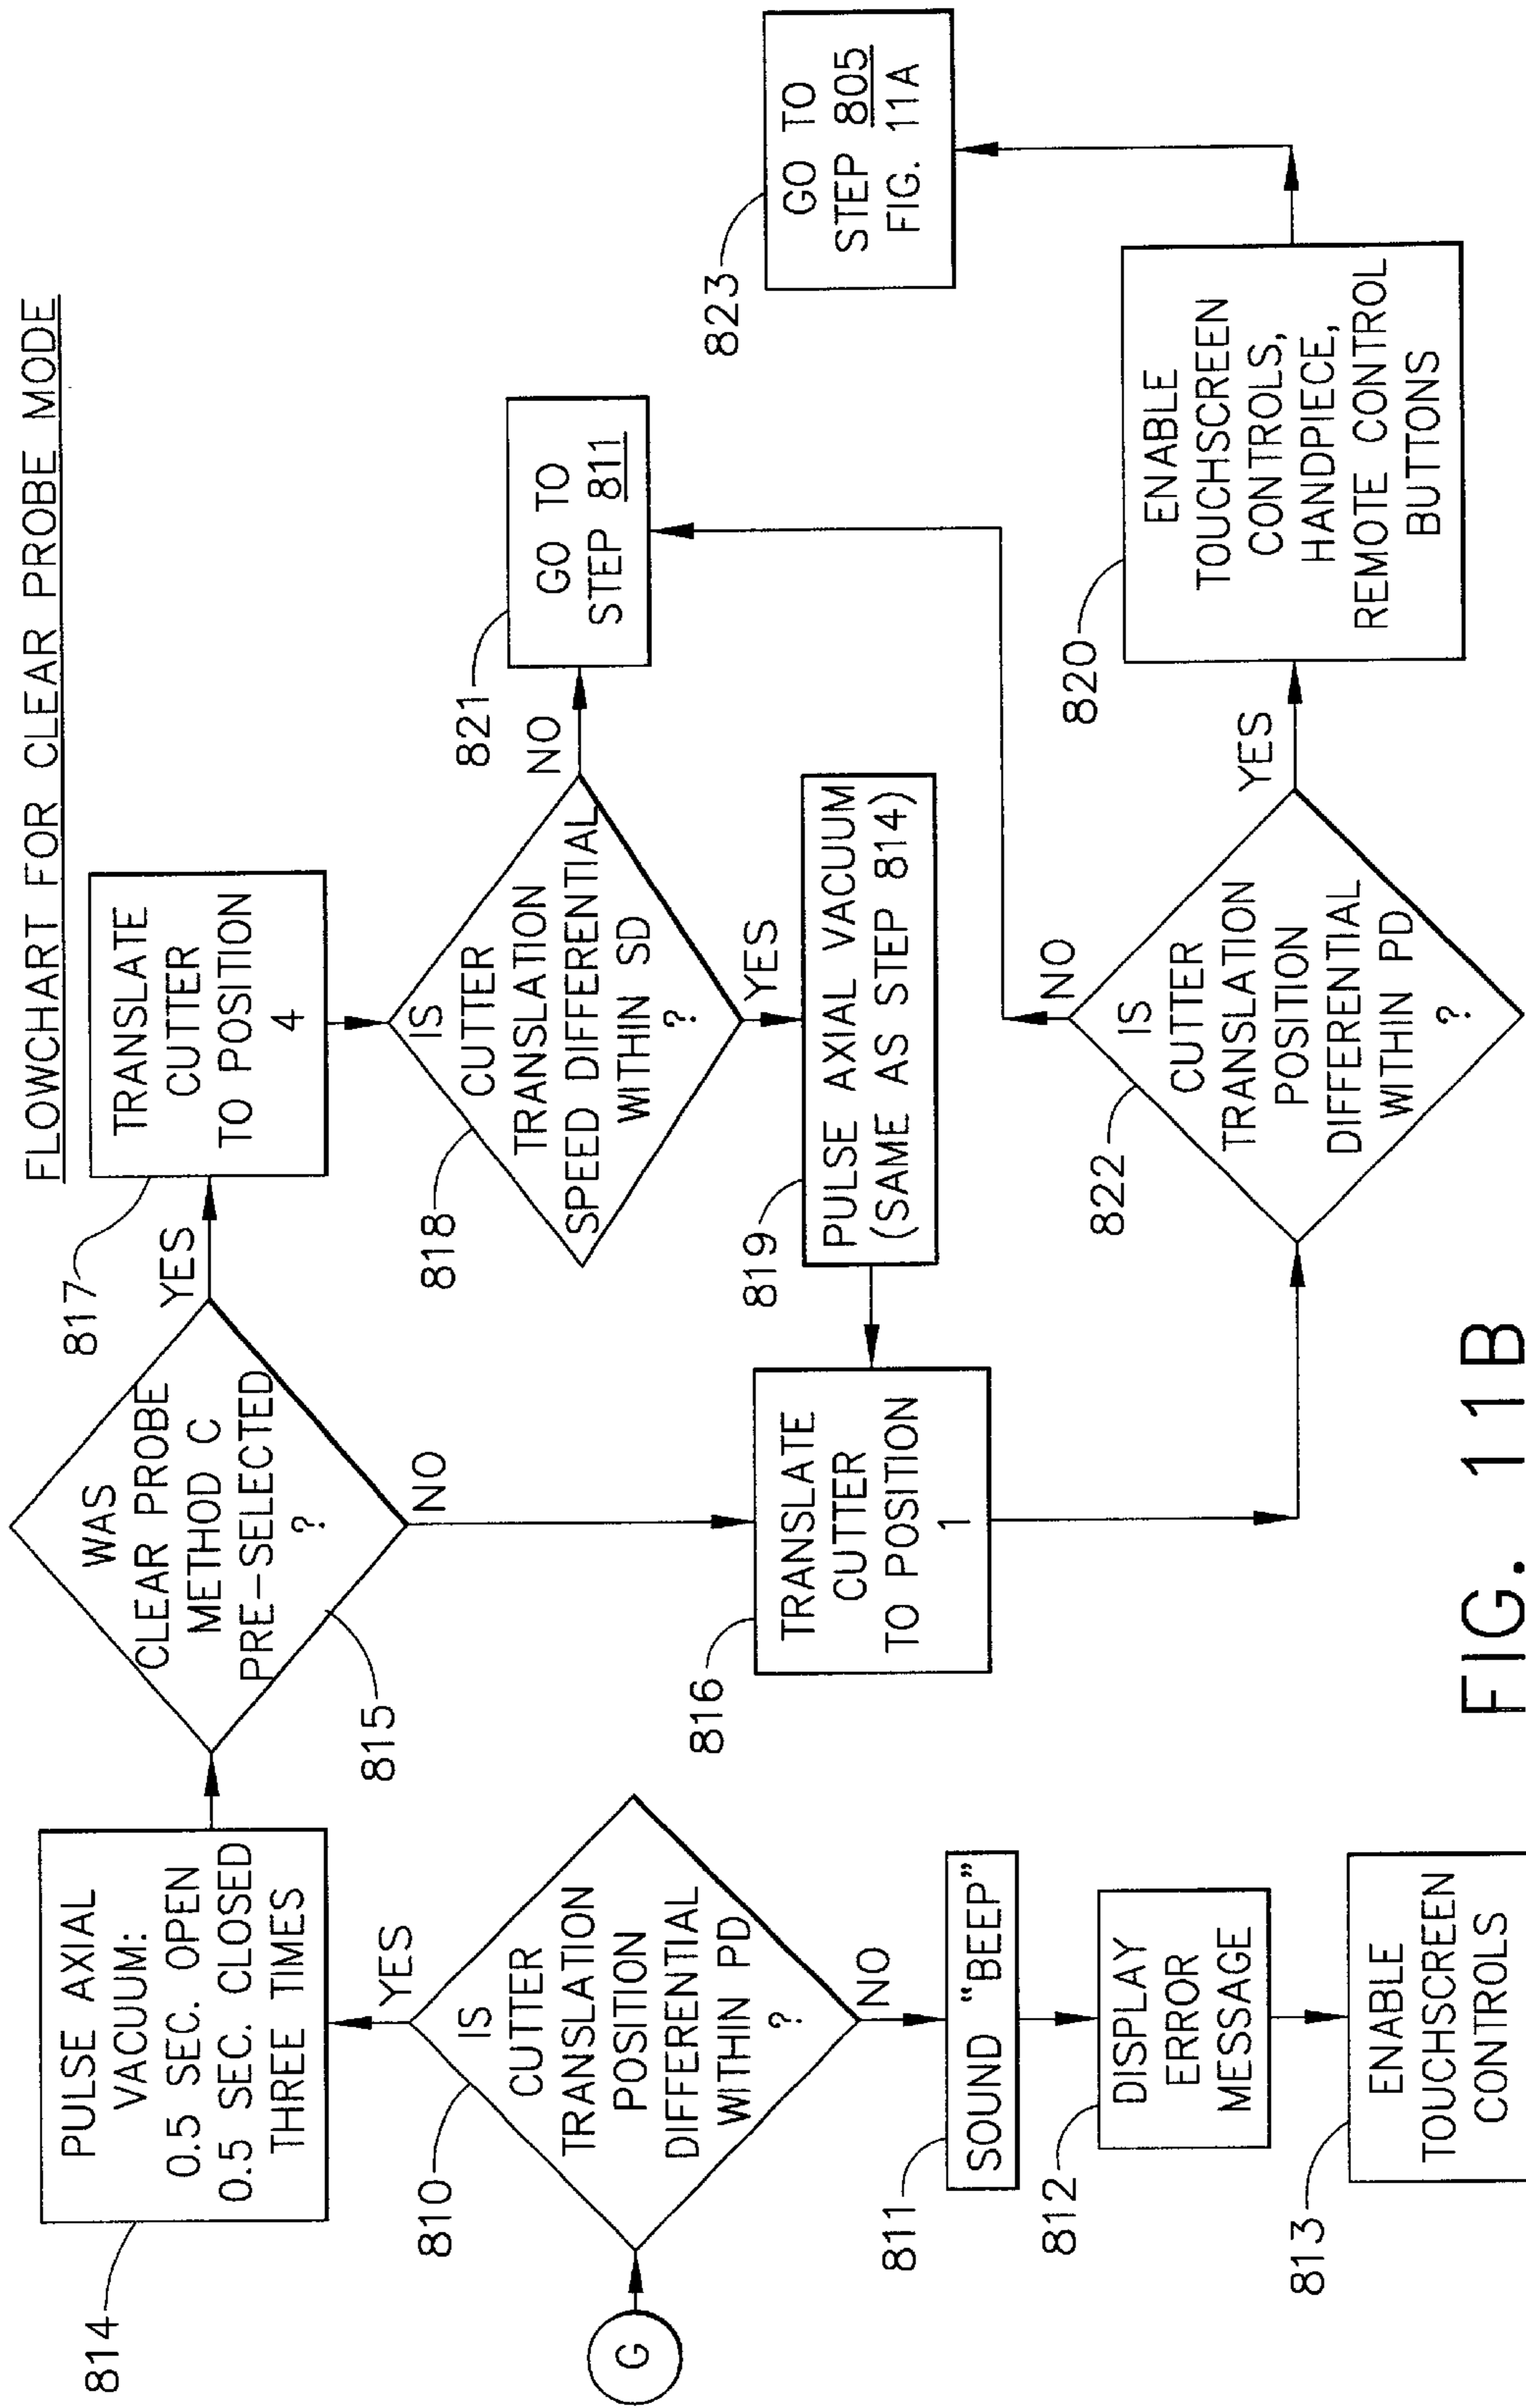 FLOWCHART FOR CLEAR PROBE MODE
814
PULSE AXIAL
VACUUM:
0.5 SEC. OPEN
0.5 SEC. CLOSED
THREE TIMES
YES
810
IS
CUTTER
TRANSLATION
POSITION
DIFFERENTIAL
WITHIN PD
?
G
NO
811
SOUND "BEEP"
812
DISPLAY
ERROR
MESSAGE
813
ENABLE
TOUCHSCREEN
CONTROLS
815
WAS
CLEAR PROBE
METHOD C
PRE-SELECTED
?
YES
NO
816
TRANSLATE
CUTTER
TO POSITION
1
817
TRANSLATE
CUTTER
TO POSITION
4
818
IS
CUTTER
TRANSLATION
SPEED DIFFERENTIAL
WITHIN SD
?
NO
YES
821
GO TO
STEP 811
819
PULSE AXIAL VACUUM
(SAME AS STEP 814)
822
IS
CUTTER
TRANSLATION
POSITION
DIFFERENTIAL
WITHIN PD
?
NO
YES
820
ENABLE
TOUCHSCREEN
CONTROLS,
HANDPIECE,
REMOTE CONTROL
BUTTONS
823
GO TO
STEP 805
FIG. 11A
FIG. 11B